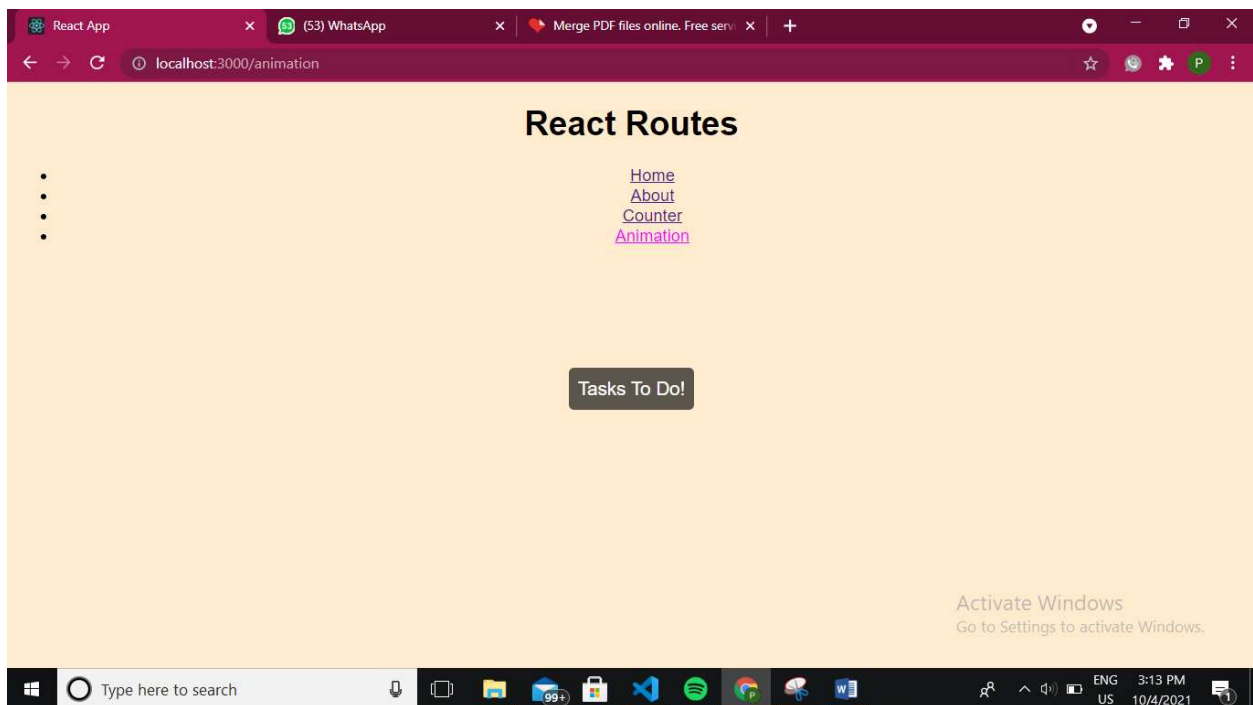 React App
(53) WhatsApp
Merge PDF files online. Free servi
localhost:3000/animation
P
React Routes
Home
About
Counter
Animation
Tasks To Do!
Activate Windows
Go to Settings to activate Windows.
Type here to search
99+
ENG
US
3:13 PM
10/4/2021
1